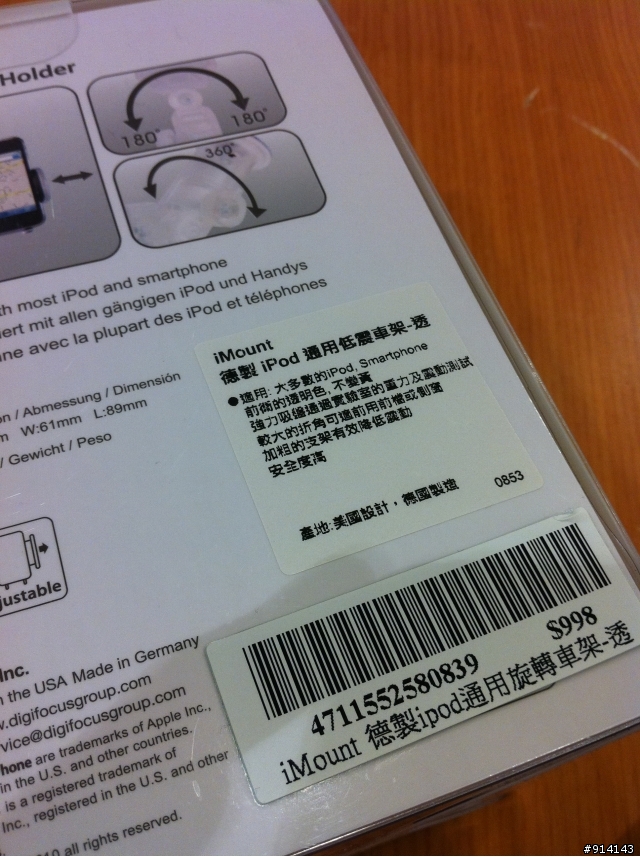 Holder
180°
180°
360°
th most iPod and smartphone
iert mit allen gängigen iPod und Handys
ne avec la plupart des iPod et téléphones
on / Abmessung / Dimensión
m W:61mm L:89mm
/ Gewicht / Peso
justable
iMount
德製 iPod 通用低震車架-透
●適用: 大多數的iPod, Smartphone
前衛的透明色, 不變黃
強力吸盤通過實驗室的重力及震動測試
較大的折角可適前用前檔或側窗
加粗的支架有效降低震動
安全度高
產地:美國設計，德國製造
0853
Inc.
n the USA Made in Germany
w.digifocusgroup.com
vice@digifocusgroup.com
hone are trademarks of Apple Inc.,
in the U.S. and other countries.
is a registered trademark of
Inc., registered in the U.S. and other
10 all rights reserved.
4711552580839
$998
iMount 德製ipod通用旋轉車架-透
#914143